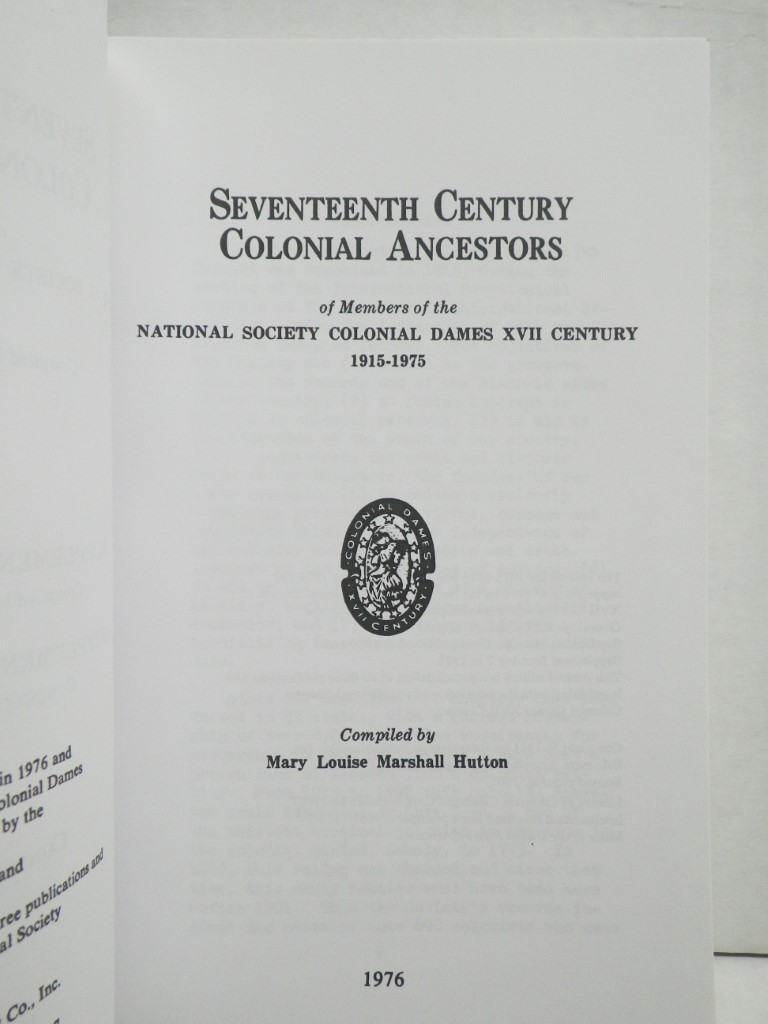 SEVENTEENTH CENTURY
COLONIAL ANCESTORS
of Members of the
NATIONAL SOCIETY COLONIAL DAMES XVII CENTURY
1915-1975
COLONIAL DAMES
XVII CENTURY
Compiled by
Mary Louise Marshall Hutton
1976
in 1976 and
olonial Dames
by the
and
ree publications and
al Society
Co., Inc.